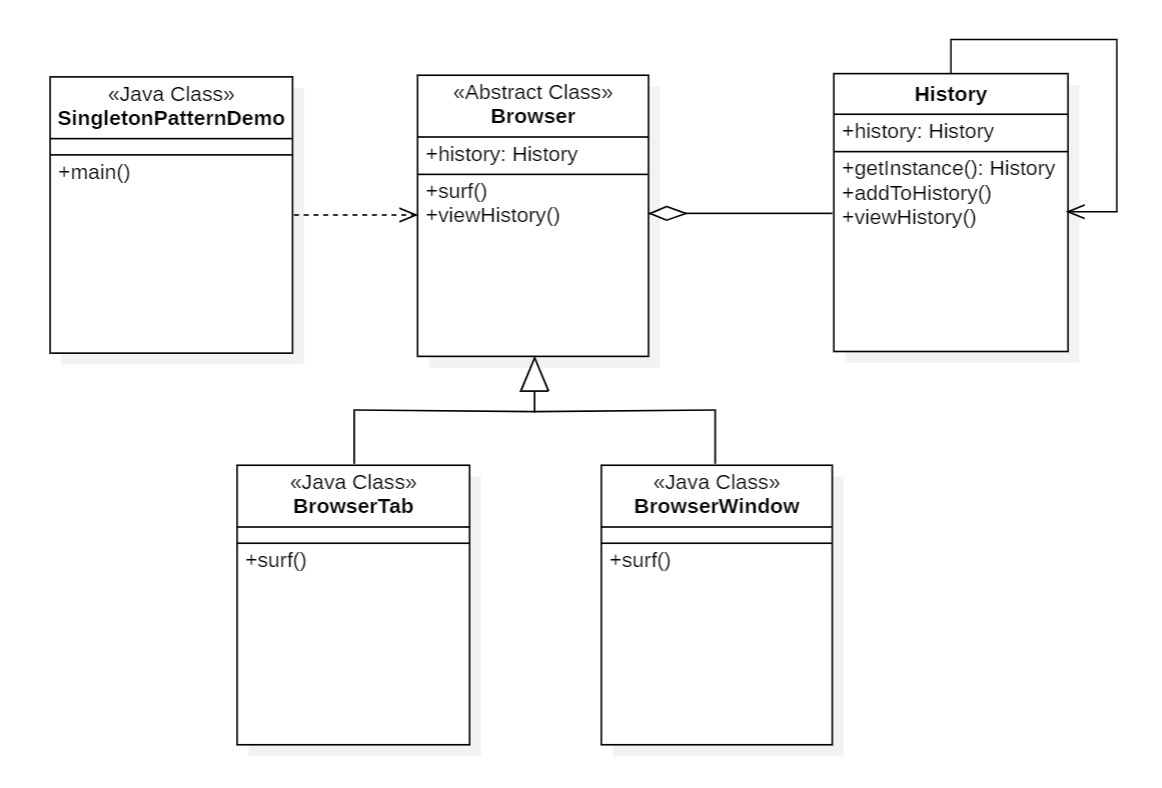 «Java Class»
SingletonPatternDemo
+main()
«Abstract Class»
Browser
+history: History
+surf()
+viewHistory()
History
+history: History
+getInstance(): History
+addToHistory()
+viewHistory()
«Java Class»
BrowserTab
+surf()
«Java Class»
BrowserWindow
+surf()